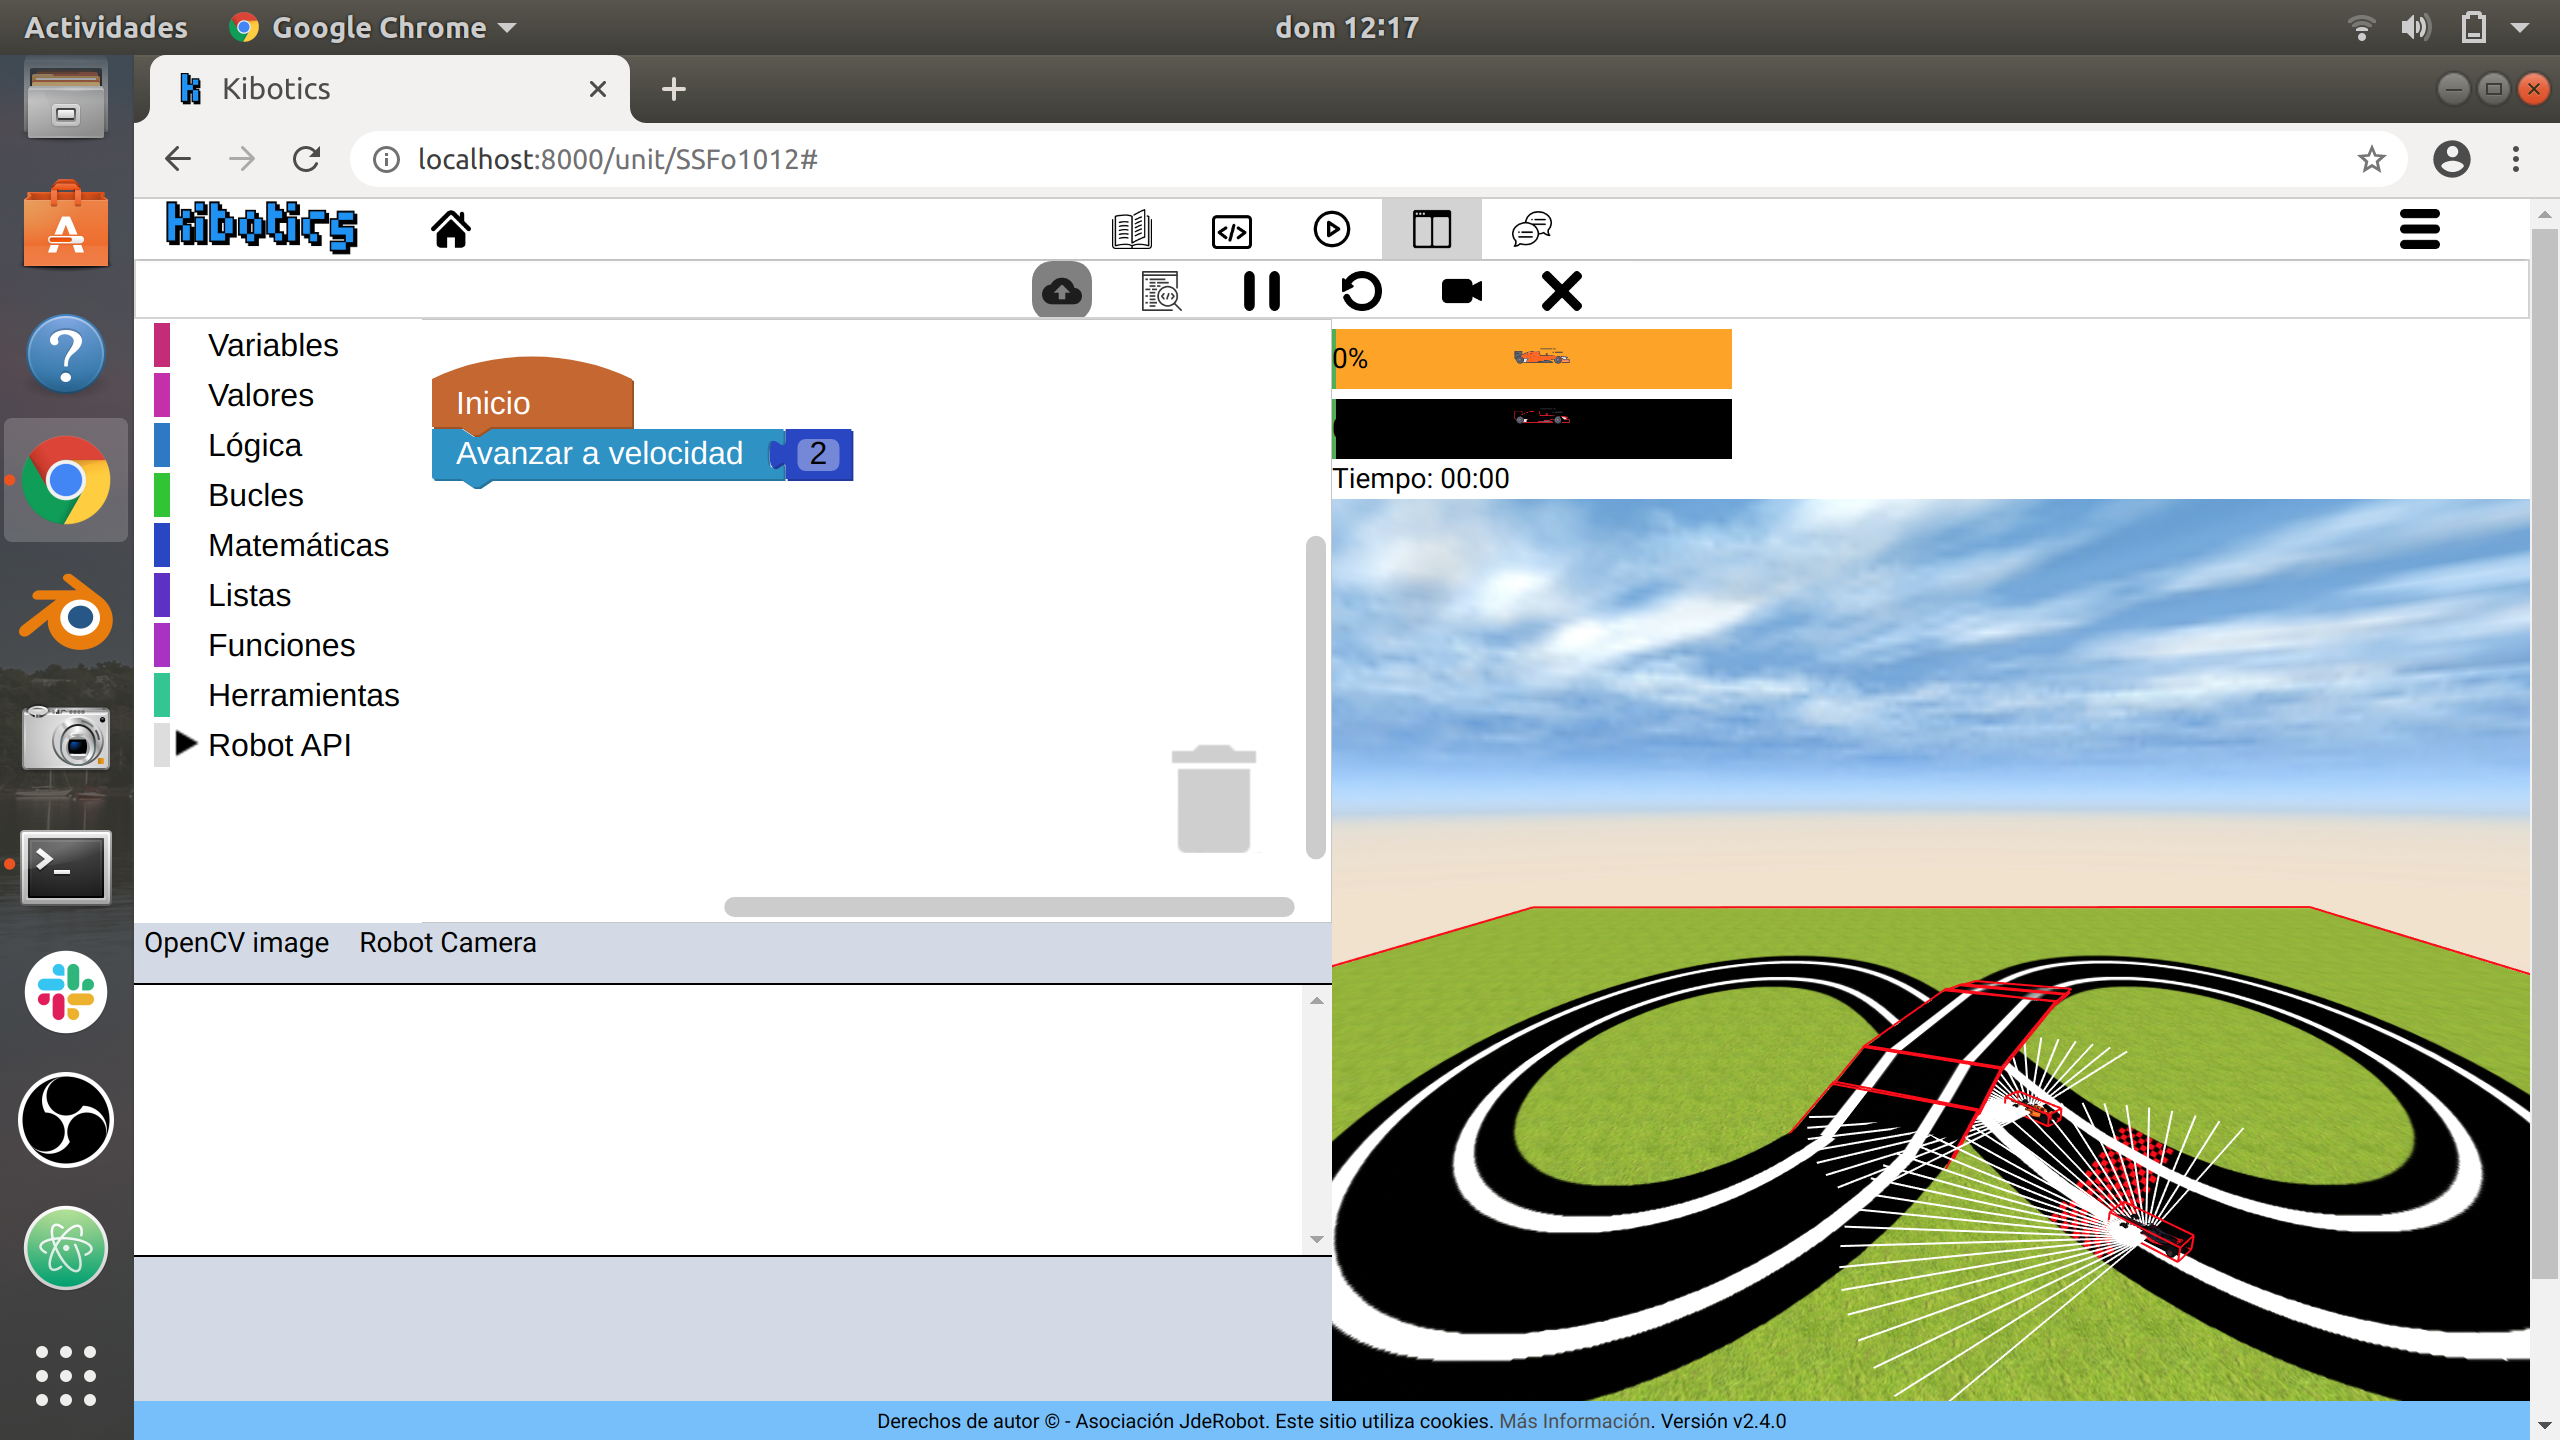 Actividades Google Chrome dom 12:17
Kibotics
localhost:8000/unit/SSFo1012#
kibotics
Variables
Valores
Lógica
Bucles
Matemáticas
Listas
Funciones
Herramientas
Robot API
Inicio
Avanzar a velocidad 2
0%
Tiempo: 00:00
OpenCV image Robot Camera
Derechos de autor © - Asociación JdeRobot. Este sitio utiliza cookies. Más Información. Versión v2.4.0